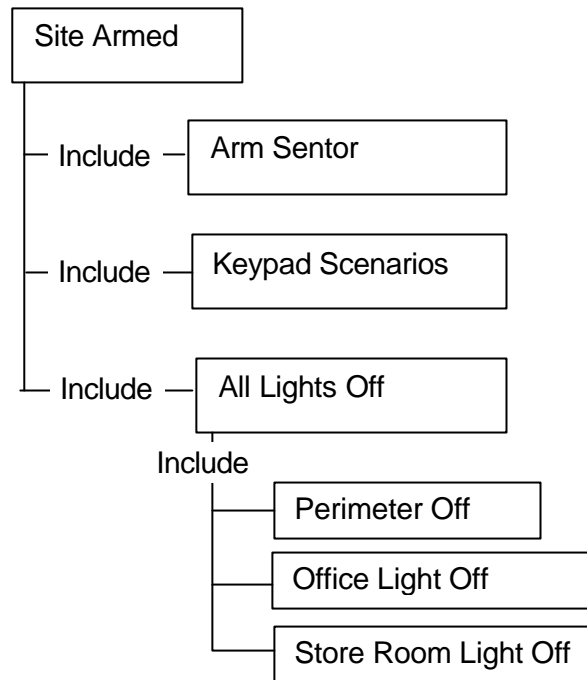 Site Armed
Include
Arm Sentor
Include
Keypad Scenarios
Include
All Lights Off
Include
Perimeter Off
Office Light Off
Store Room Light Off